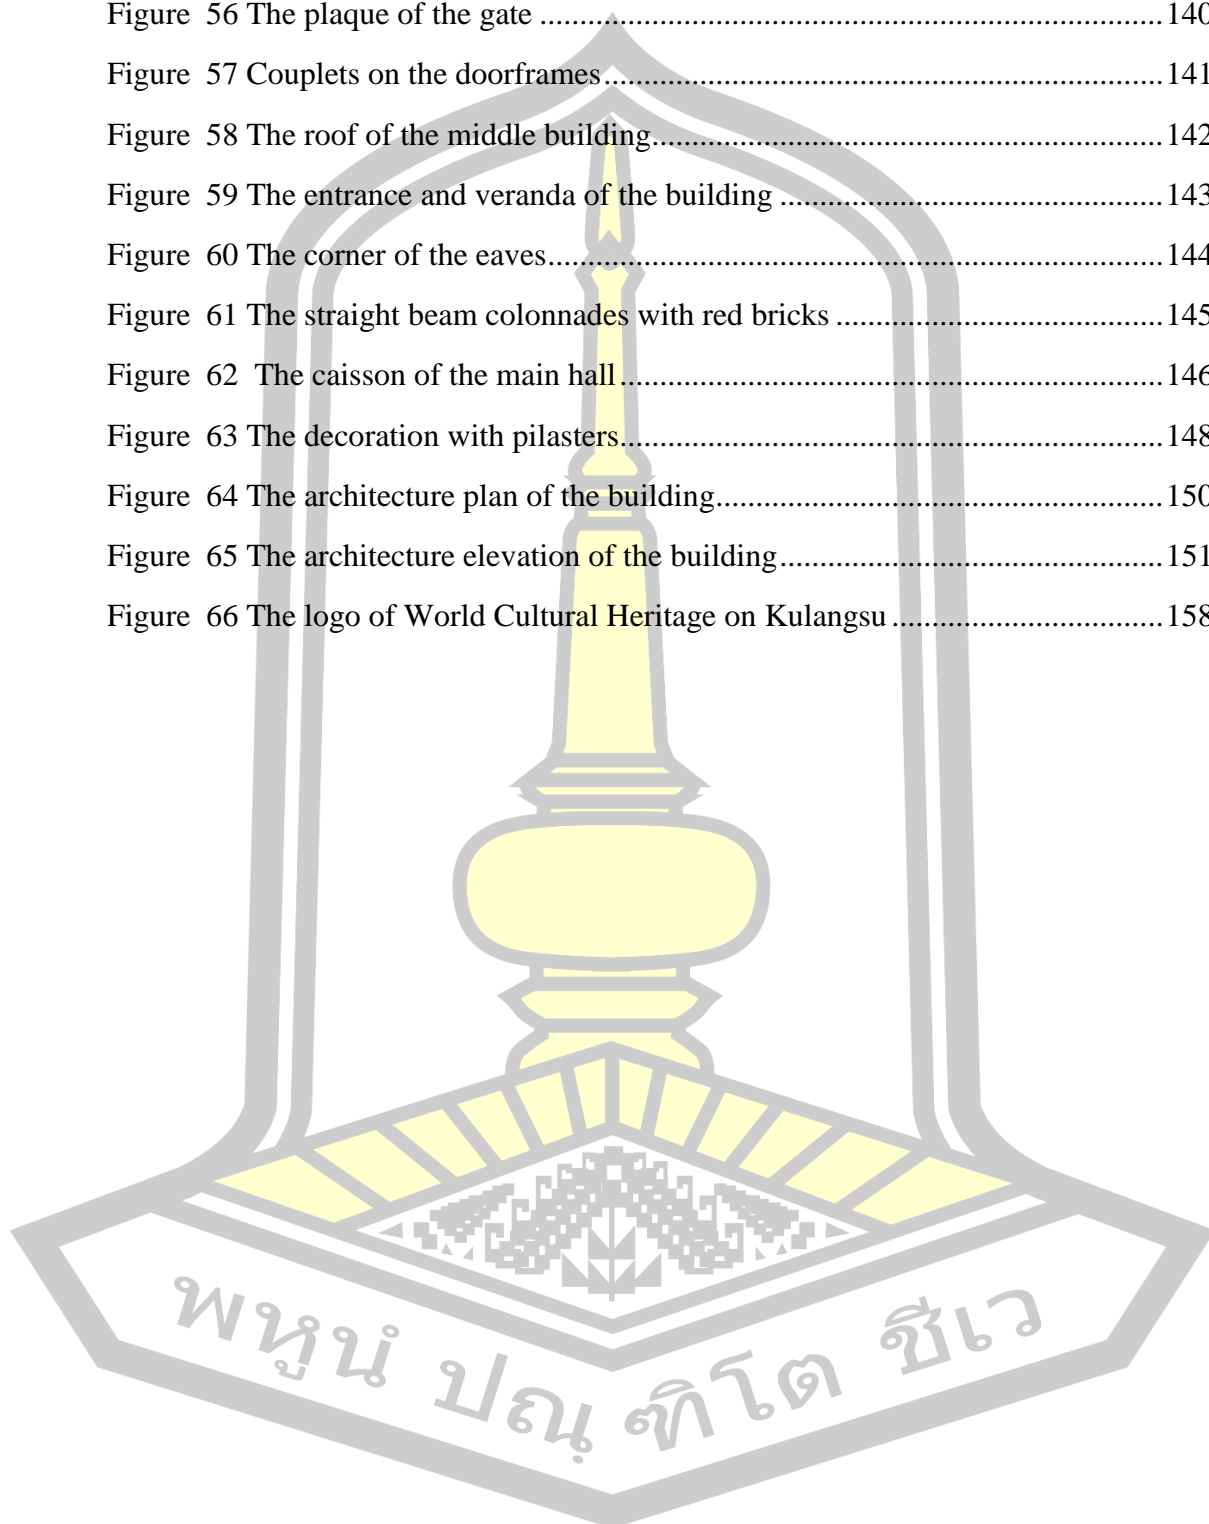 Figure 56 The plaque of the gate ........................................................................... 140
Figure 57 Couplets on the doorframes.................................................................... 141
Figure 58 The roof of the middle building.............................................................. 142
Figure 59 The entrance and veranda of the building .............................................. 143
Figure 60 The corner of the eaves........................................................................... 144
Figure 61 The straight beam colonnades with red bricks ....................................... 145
Figure 62 The caisson of the main hall ................................................................... 146
Figure 63 The decoration with pilasters.................................................................. 148
Figure 64 The architecture plan of the building...................................................... 150
Figure 65 The architecture elevation of the building .............................................. 151
Figure 66 The logo of World Cultural Heritage on Kulangsu ................................ 158
พหูนํ ปณฺ ฑิโต ชีเว